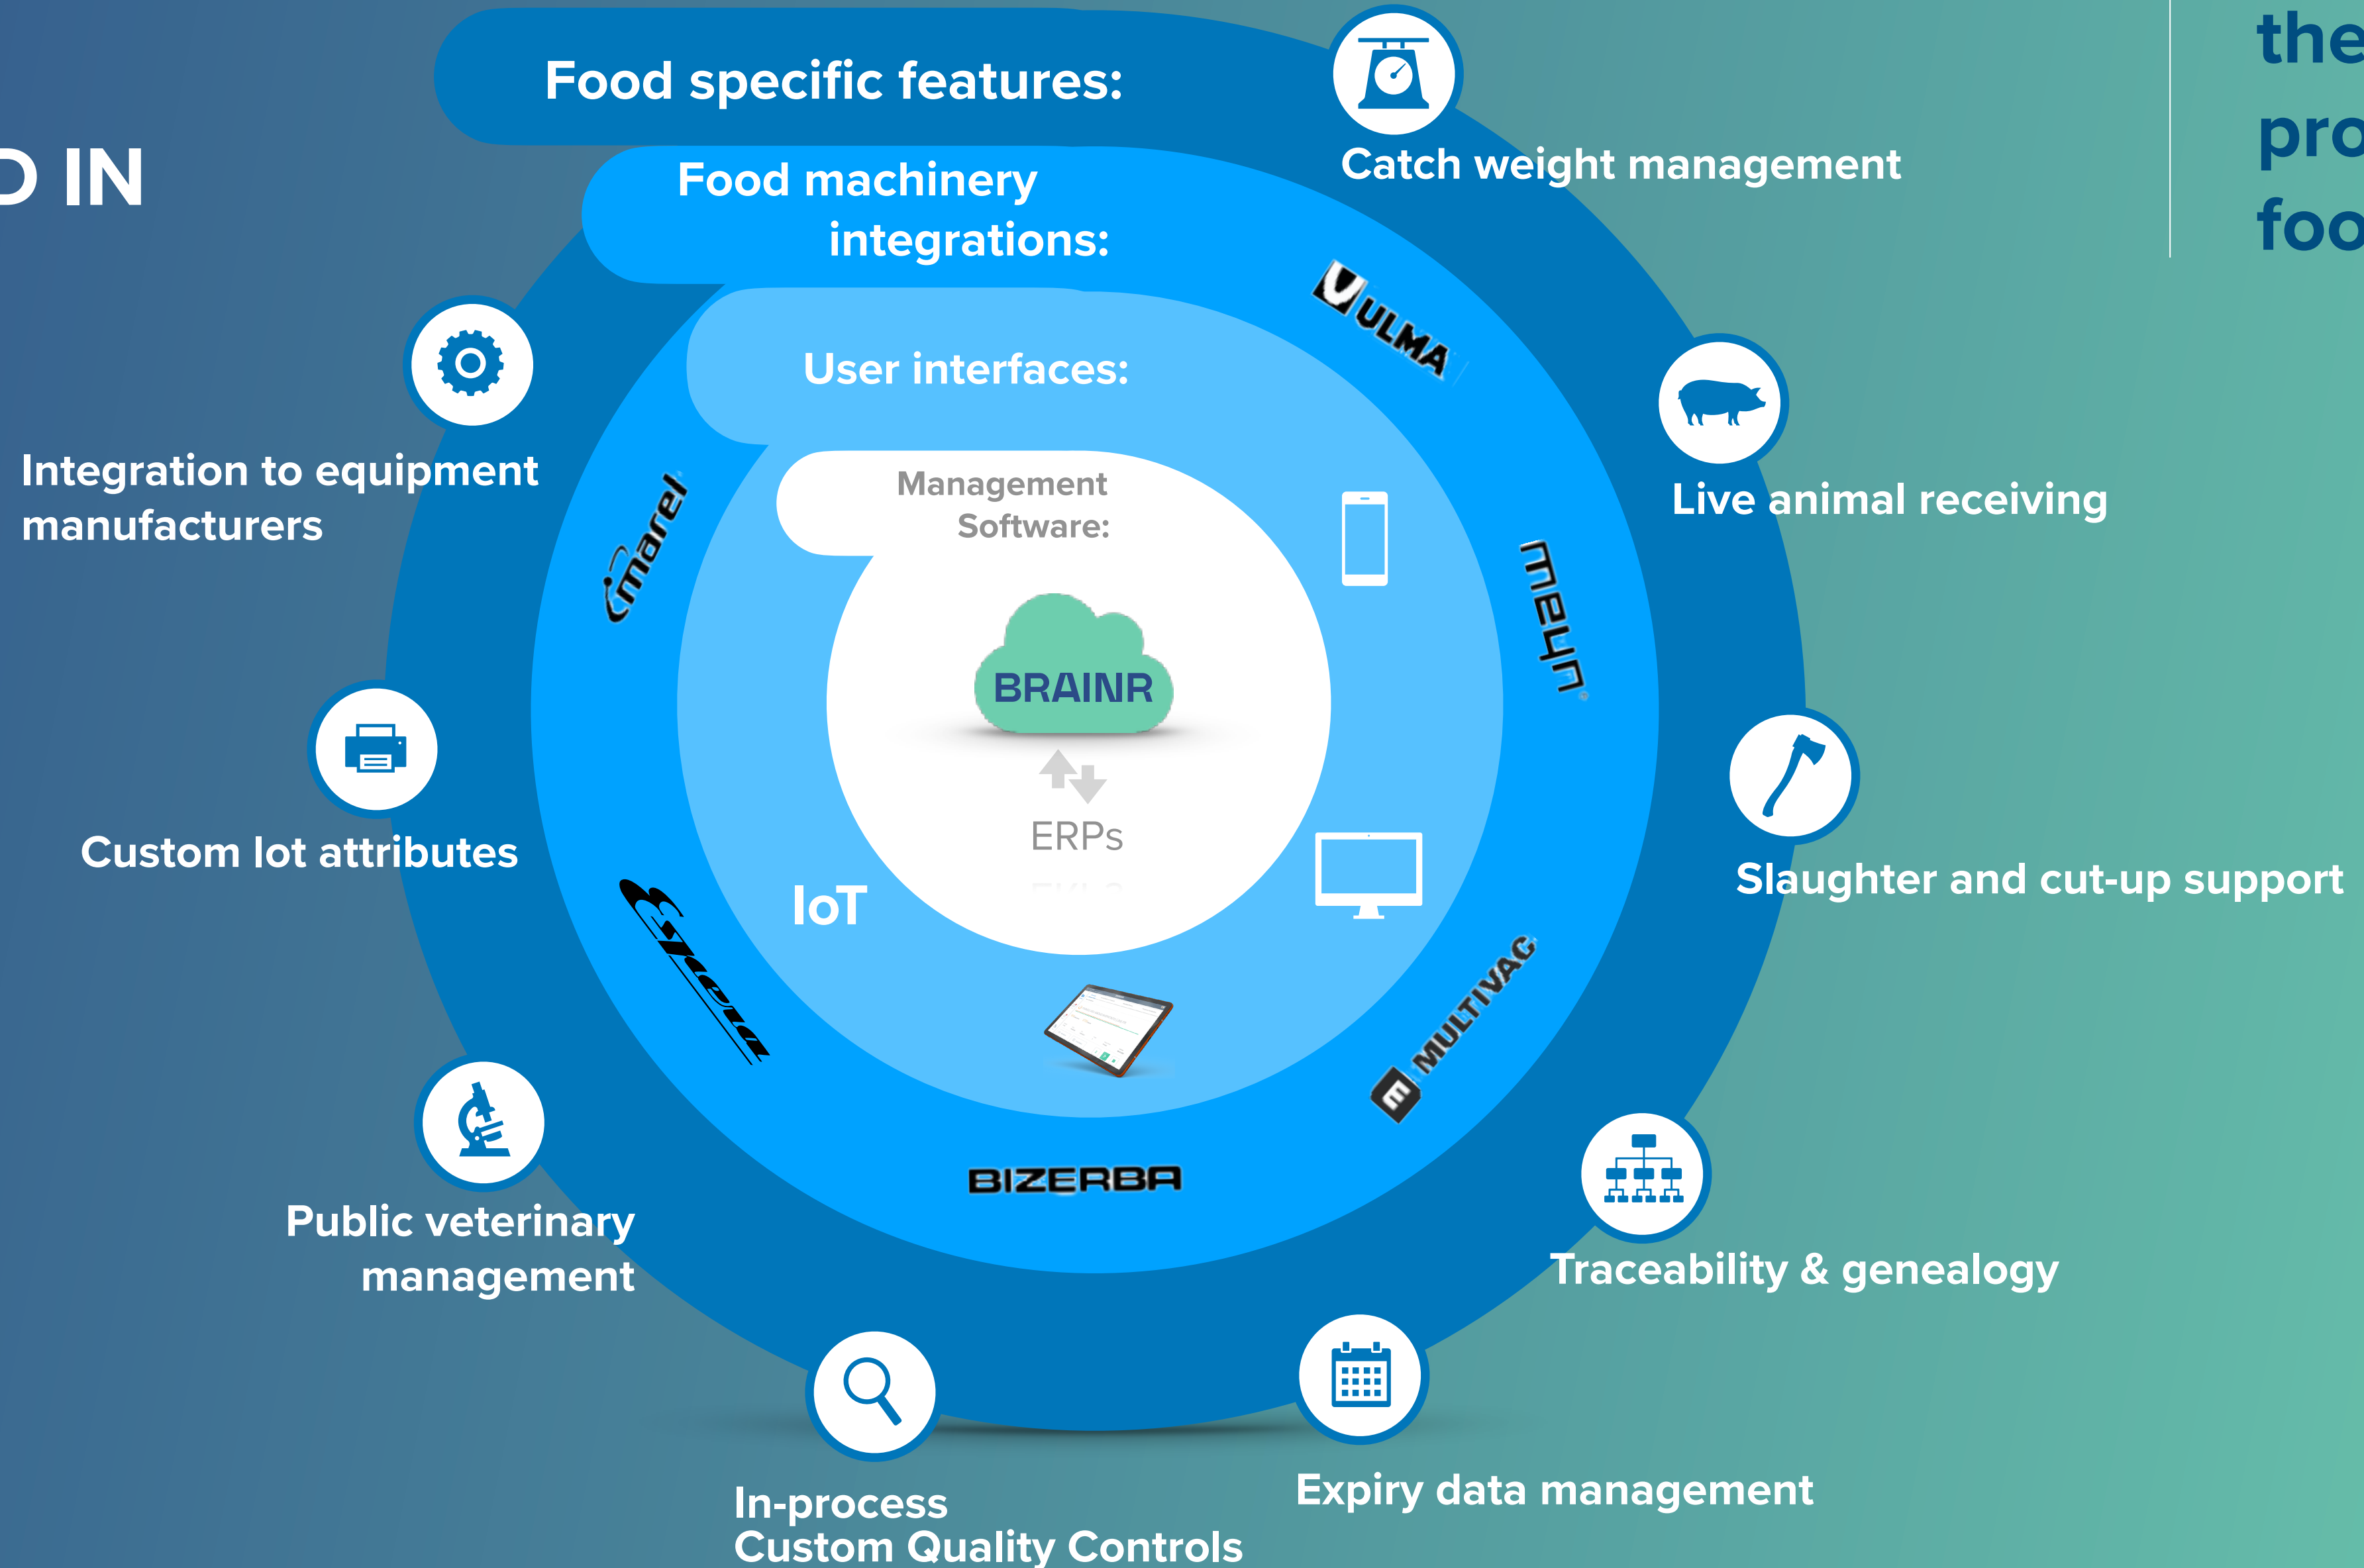 D IN
the
pro
foo
Food specific features:
Food machinery
integrations:
User interfaces:
Management
Software:
BRAINR
ERPs
IoT
ULMA
meyn
MULTIVAC
BIZERBA
marel
Catch weight management
Live animal receiving
Slaughter and cut-up support
Traceability & genealogy
Expiry data management
In-process
Custom Quality Controls
Public veterinary
management
Custom lot attributes
Integration to equipment
manufacturers